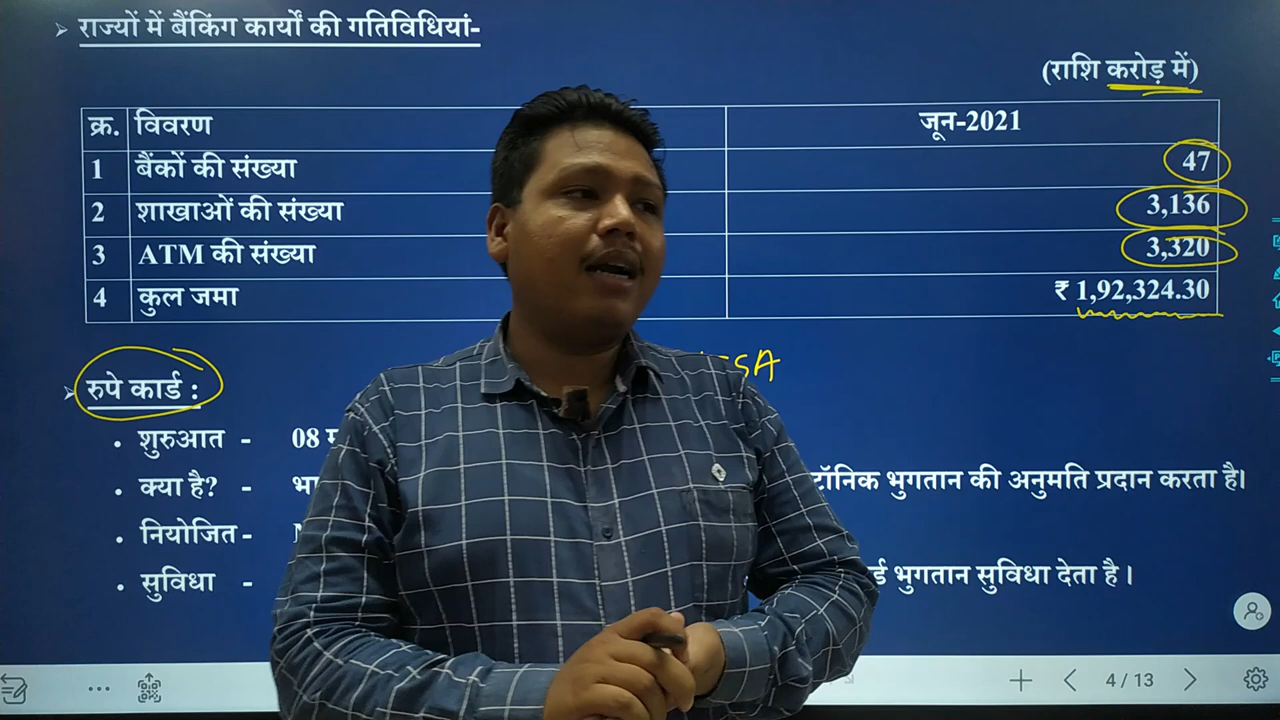 राज्यों में बैंकिंग कार्यों की गतिविधियां-
(राशि करोड़ में)
क्र. विवरण जून-2021
1 बैंकों की संख्या 47
2 शाखाओं की संख्या 3,136
3 ATM की संख्या 3,320
4 कुल जमा ₹ 1,92,324.30
रुपे कार्ड :
• शुरुआत - 08
• क्या है? - भुगतान की अनुमति प्रदान करता है।
• नियोजित-
• सुविधा - भुगतान सुविधा देता है।
4 / 13